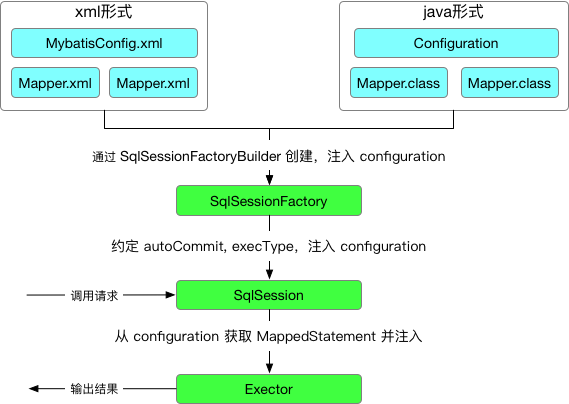 xml形式
MybatisConfig.xml
Mapper.xml
Mapper.xml
java形式
Configuration
Mapper.class
Mapper.class
通过 SqlSessionFactoryBuilder 创建，注入 configuration
SqlSessionFactory
约定 autoCommit, execType，注入 configuration
调用请求
SqlSession
从 configuration 获取 MappedStatement 并注入
输出结果
Exector